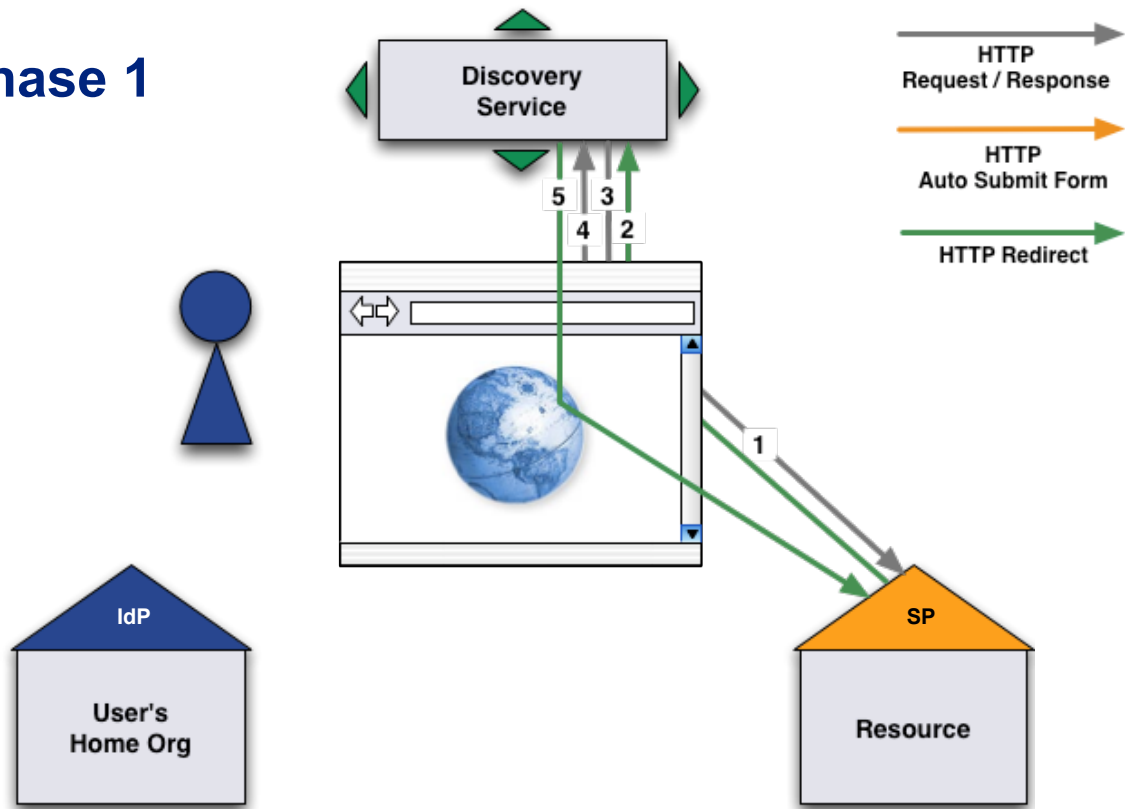 hase 1
Discovery
Service
HTTP
Request / Response
HTTP
Auto Submit Form
HTTP Redirect
5
3
4
2
1
IdP
SP
User's
Home Org
Resource